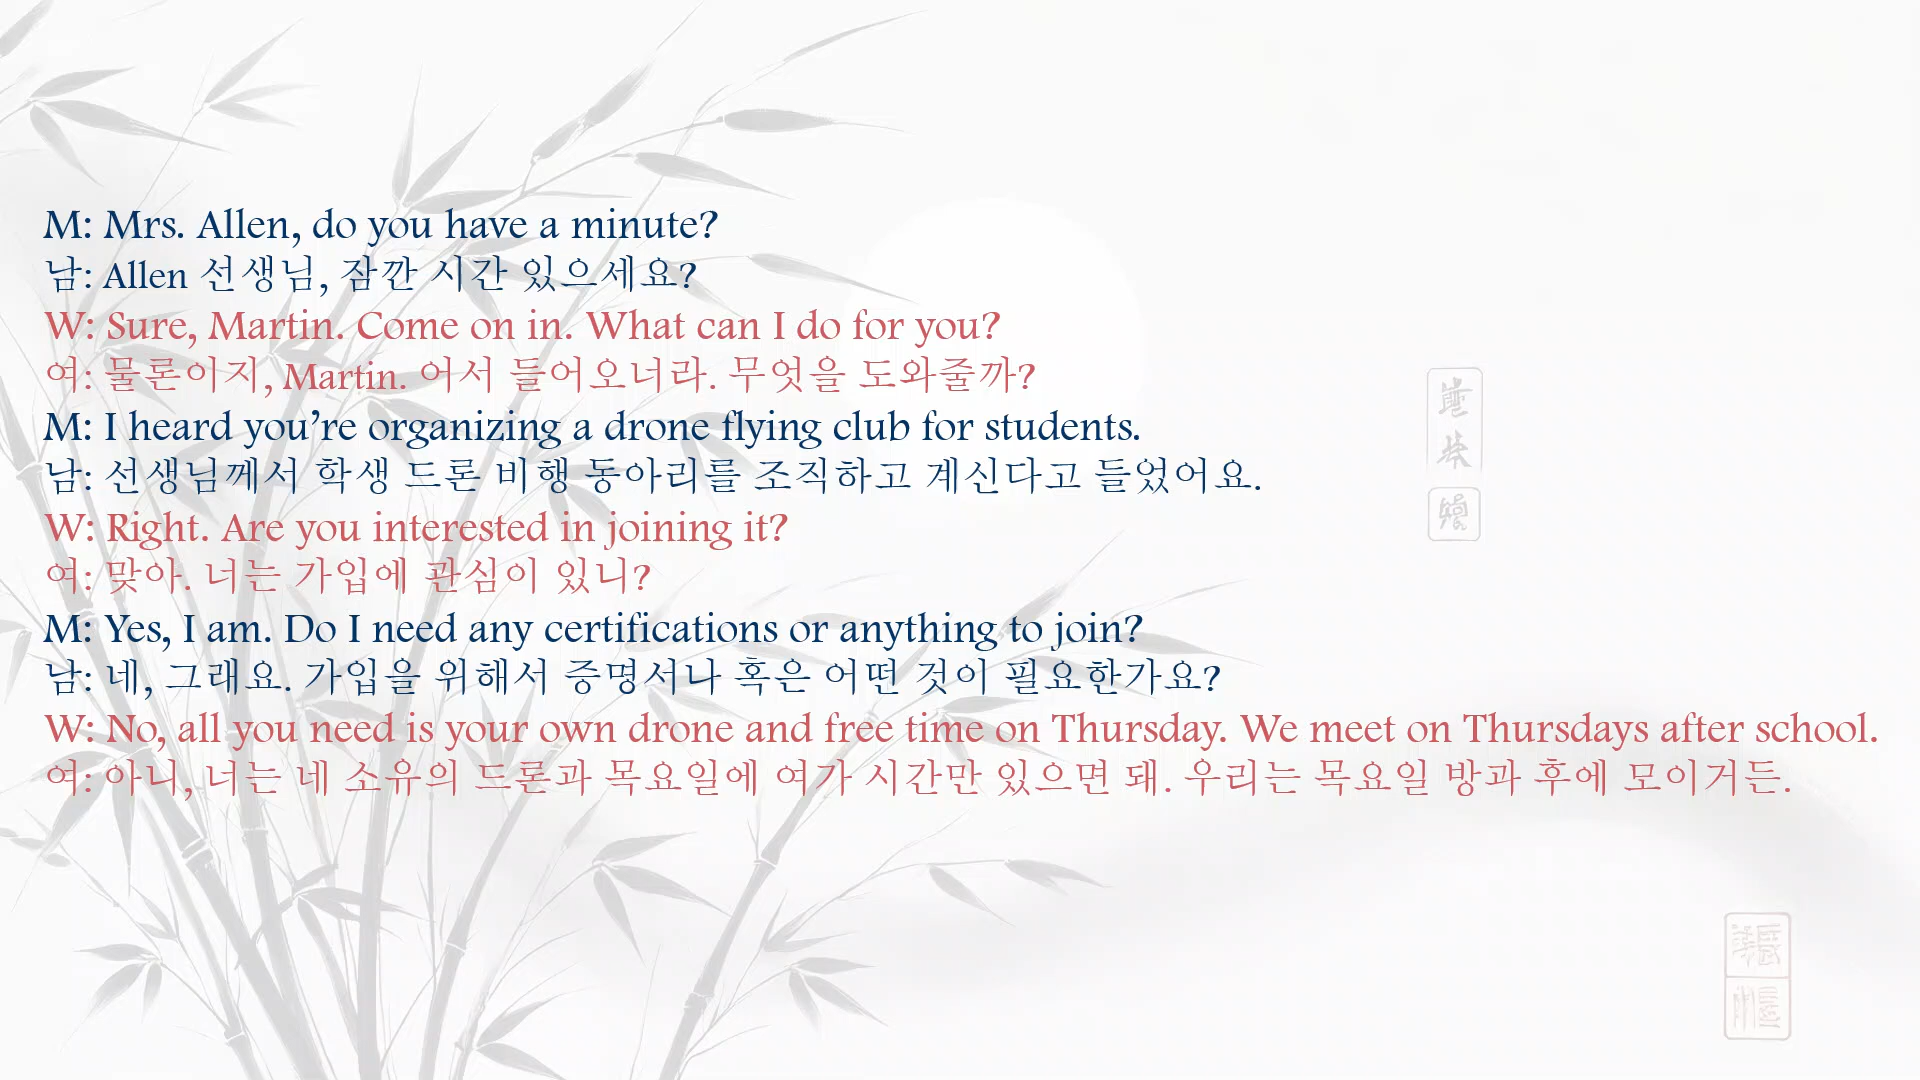 M: Mrs. Allen, do you have a minute?
남: Allen 선생님, 잠깐 시간 있으세요?
W: Sure, Martin. Come on in. What can I do for you?
여: 물론이지, Martin. 어서 들어오너라. 무엇을 도와줄까?
M: I heard you’re organizing a drone flying club for students.
남: 선생님께서 학생 드론 비행 동아리를 조직하고 계신다고 들었어요.
W: Right. Are you interested in joining it?
여: 맞아. 너는 가입에 관심이 있니?
M: Yes, I am. Do I need any certifications or anything to join?
남: 네, 그래요. 가입을 위해서 증명서나 혹은 어떤 것이 필요한가요?
W: No, all you need is your own drone and free time on Thursday. We meet on Thursdays after school.
여: 아니, 너는 네 소유의 드론과 목요일에 여가 시간만 있으면 돼. 우리는 목요일 방과 후에 모이거든.